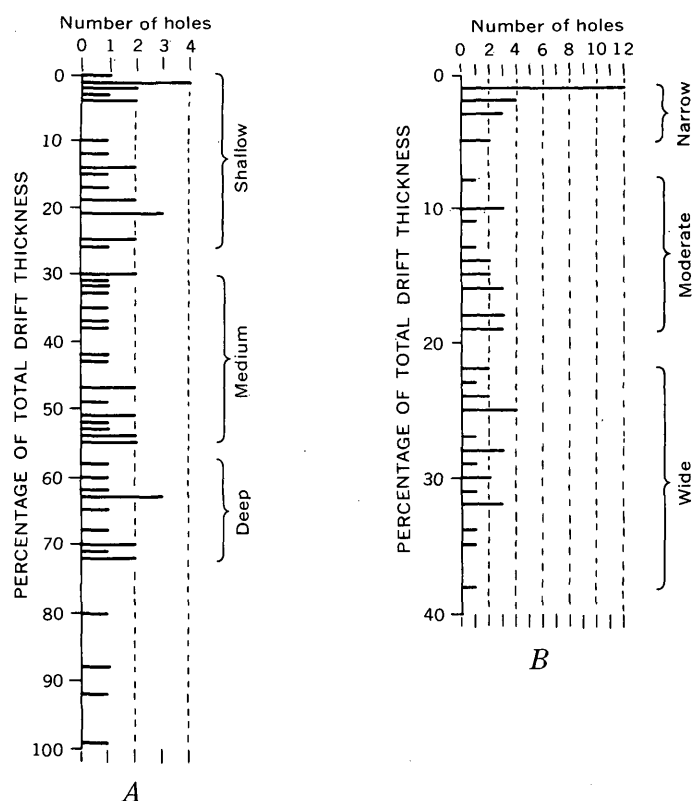 Number of holes
0 1 2 3 4
0
10
20
30
40
50
60
70
80
90
100
PERCENTAGE OF TOTAL DRIFT THICKNESS
Shallow
Medium
Deep
A
Number of holes
0 2 4 6 8 10 12
0
10
20
30
40
PERCENTAGE OF TOTAL DRIFT THICKNESS
Narrow
Moderate
Wide
B